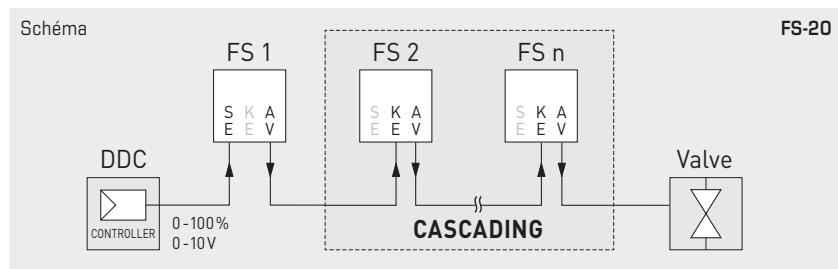 Schéma
FS-20
FS 1
FS 2
FS n
S K A
E E V
S K A
E E V
S K A
E E V
DDC
CONTROLLER
0-100%
0-10V
CASCADING
Valve